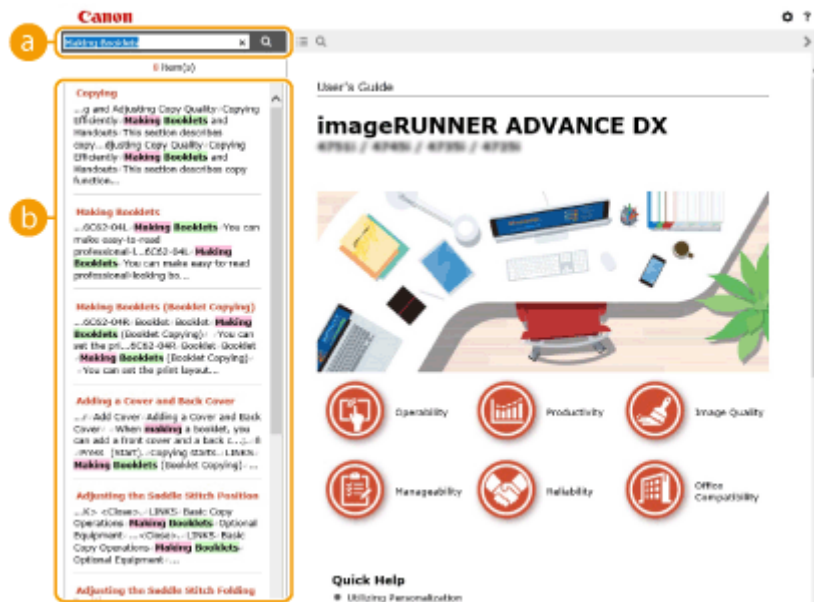 Canon
?
a
Making Booklets
×
Item(s)
b
Copying
...g and Adjusting Copy Quality Copying
Efficiently Making Booklets and
Handouts This section describes
copy...djusting Copy Quality Copying
Efficiently Making Booklets and
Handouts This section describes copy
function...
Making Booklets
...6C62-04L Making Booklets You can
make easy-to-read
professional-l...6C62-04L Making
Booklets You can make easy-to-read
professional-looking bo...
Making Booklets (Booklet Copying)
...6C62-04R Booklet Booklet Making
Booklets (Booklet Copying) You can
set the pri...6C62-04R Booklet Booklet
Making Booklets (Booklet Copying)
You can set the print layout...
Adding a Cover and Back Cover
Add Cover Adding a Cover and Back
Cover When making a booklet, you
can add a front cover and a back c...
Press [Start]. Copying starts. LINKS
Making Booklets (Booklet Copying) ...
Adjusting the Saddle Stitch Position
...K> <Close>. LINKS Basic Copy
Operations Making Booklets Optional
Equipment ... <Close>. LINKS Basic
Copy Operations Making Booklets
Optional Equipment ...
Adjusting the Saddle Stitch Folding
User's Guide
imageRUNNER ADVANCE DX
Operability
Productivity
Image Quality
Manageability
Reliability
Office
Compatibility
Quick Help
Utilizing Personalization